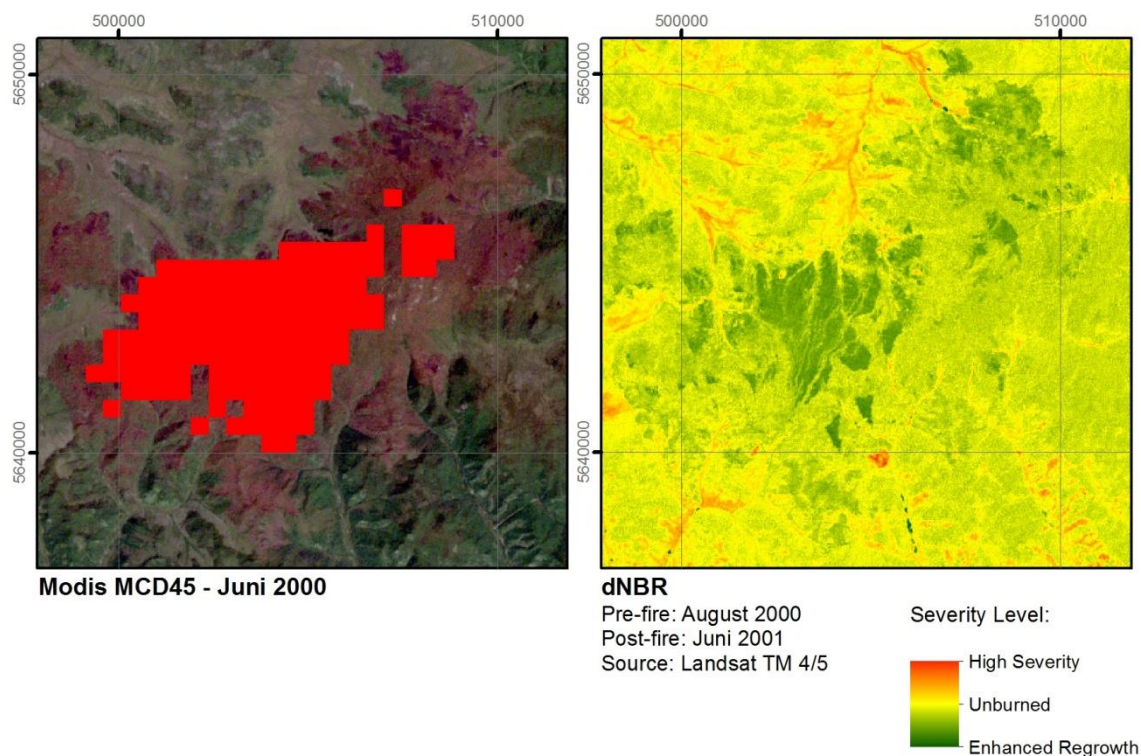 500000 510000 500000 510000
5650000 5650000
5640000 5640000
Modis MCD45 - Juni 2000
dNBR
Pre-fire: August 2000
Post-fire: Juni 2001
Source: Landsat TM 4/5
Severity Level:
High Severity
Unburned
Enhanced Regrowth